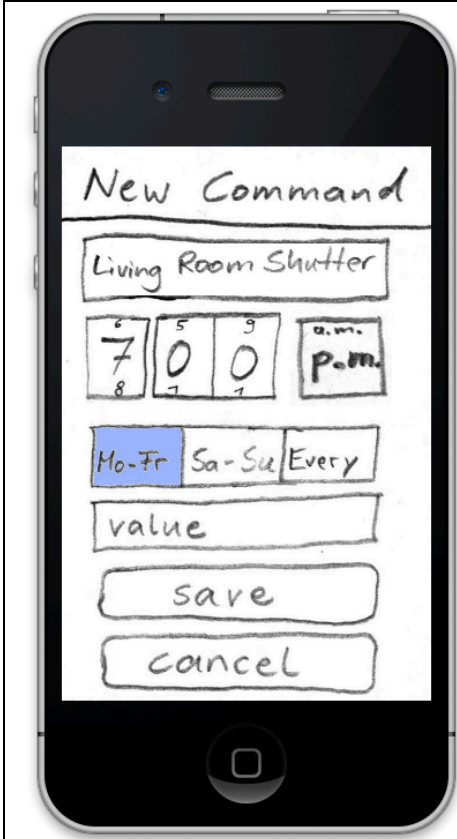 New Command
Living Room Shutter
6 5 9 a.m.
7 0 0 p.m.
8 1 1
Mo-Fr Sa-Su Every
value
save
cancel